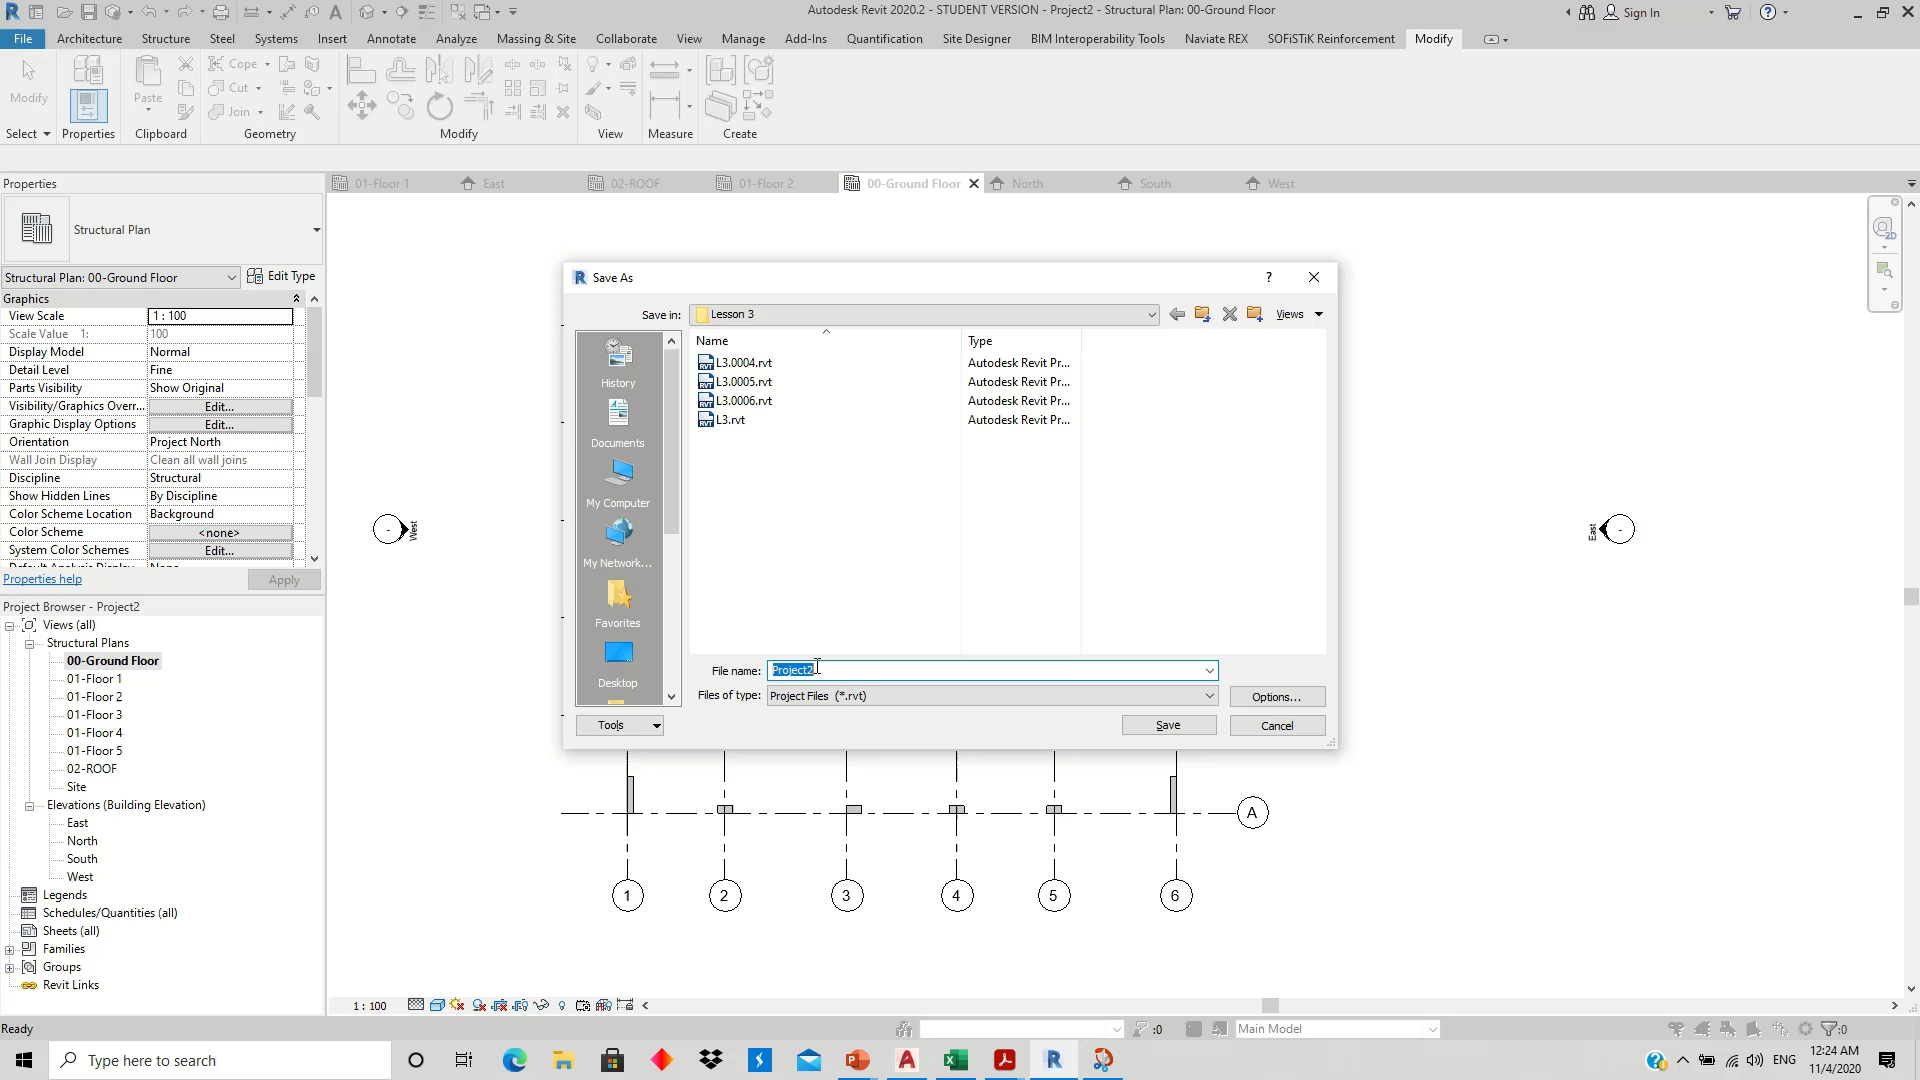 Autodesk Revit 2020.2 - STUDENT VERSION - Project2 - Structural Plan: 00-Ground Floor
Sign In
File Architecture Structure Steel Systems Insert Annotate Analyze Massing & Site Collaborate View Manage Add-Ins Quantification Site Designer BIM Interoperability Tools Naviate REX SOFiSTiK Reinforcement Modify
Modify
Paste
Cope
Cut
Join
Select Properties Clipboard Geometry Modify View Measure Create
Properties
01-Floor 1 East 02-ROOF 01-Floor 2 00-Ground Floor North South West
Structural Plan
Structural Plan: 00-Ground Floor Edit Type
Graphics
View Scale 1 : 100
Scale Value 1: 100
Display Model Normal
Detail Level Fine
Parts Visibility Show Original
Visibility/Graphics Overr... Edit...
Graphic Display Options Edit...
Orientation Project North
Wall Join Display Clean all wall joins
Discipline Structural
Show Hidden Lines By Discipline
Color Scheme Location Background
Color Scheme <none>
System Color Schemes Edit...
Properties help Apply
Project Browser - Project2
Views (all)
Structural Plans
00-Ground Floor
01-Floor 1
01-Floor 2
01-Floor 3
01-Floor 4
01-Floor 5
02-ROOF
Site
Elevations (Building Elevation)
East
North
South
West
Legends
Schedules/Quantities (all)
Sheets (all)
Families
Groups
Revit Links
Save As
Save in: Lesson 3 Views
Name Type
L3.0004.rvt Autodesk Revit Pr...
L3.0005.rvt Autodesk Revit Pr...
L3.0006.rvt Autodesk Revit Pr...
L3.rvt Autodesk Revit Pr...
History
Documents
My Computer
My Network...
Favorites
Desktop
File name: Project2
Files of type: Project Files (*.rvt) Options...
Tools Save Cancel
West
East
2D
A
1 2 3 4 5 6
1 : 100
Ready :0 Main Model :0
Type here to search
ENG
12:24 AM
11/4/2020